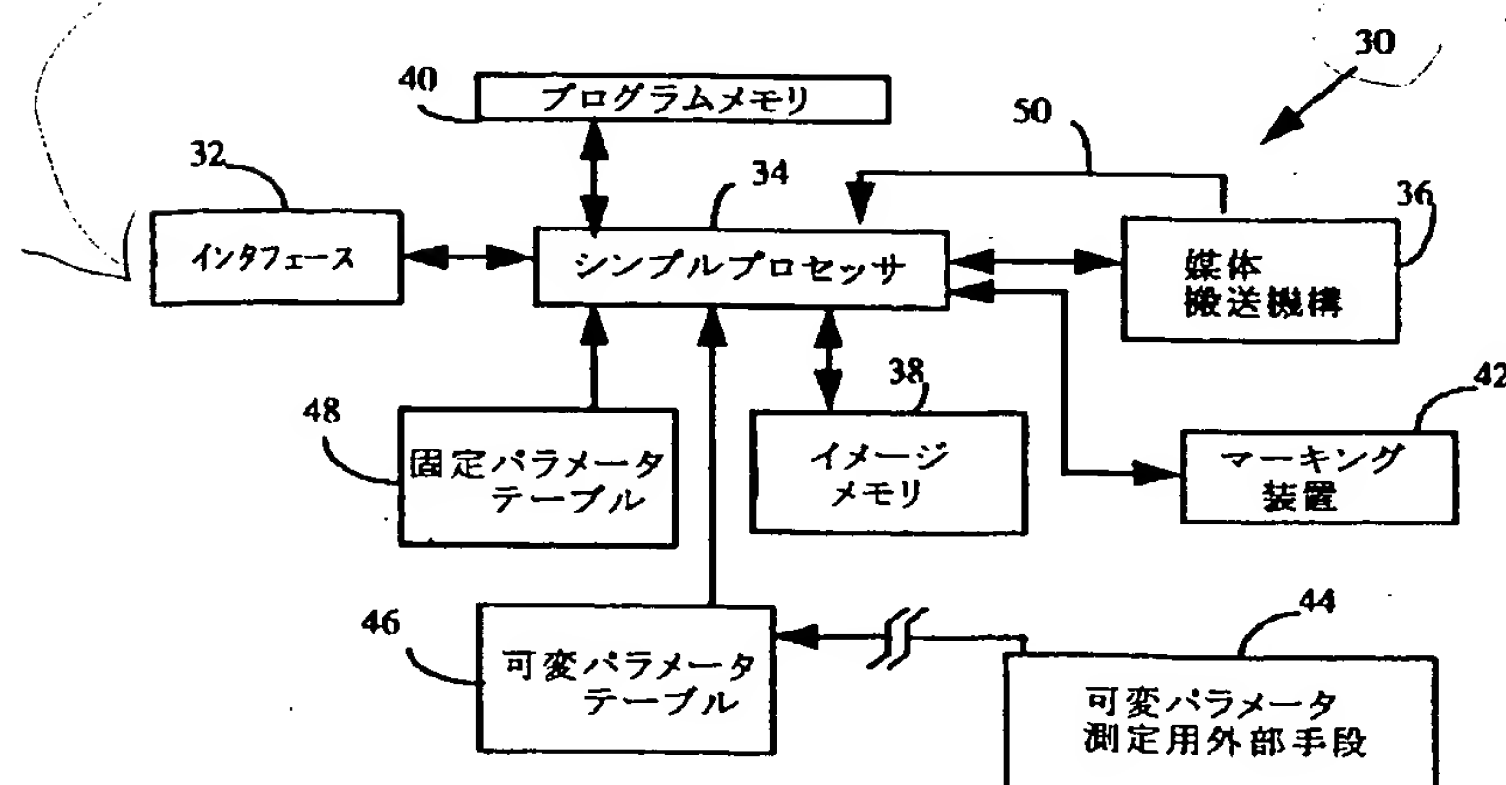 30
40
プログラムメモリ
50
32
34
36
インタフェース
シンプルプロセッサ
媒体
搬送機構
38
42
48
固定パラメータ
テーブル
イメージ
メモリ
マーキング
装置
44
46
可変パラメータ
テーブル
可変パラメータ
測定用外部手段